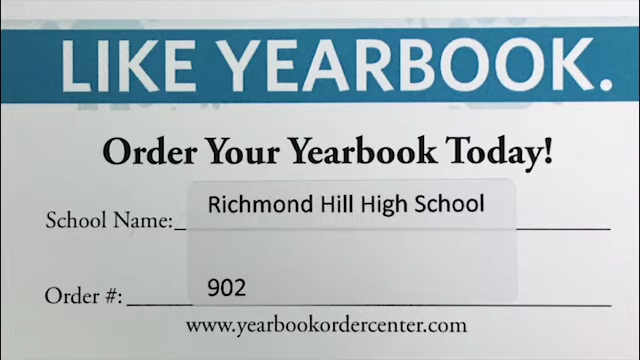 LIKE YEARBOOK.
Order Your Yearbook Today!
School Name: Richmond Hill High School
Order #: 902
www.yearbookordercenter.com